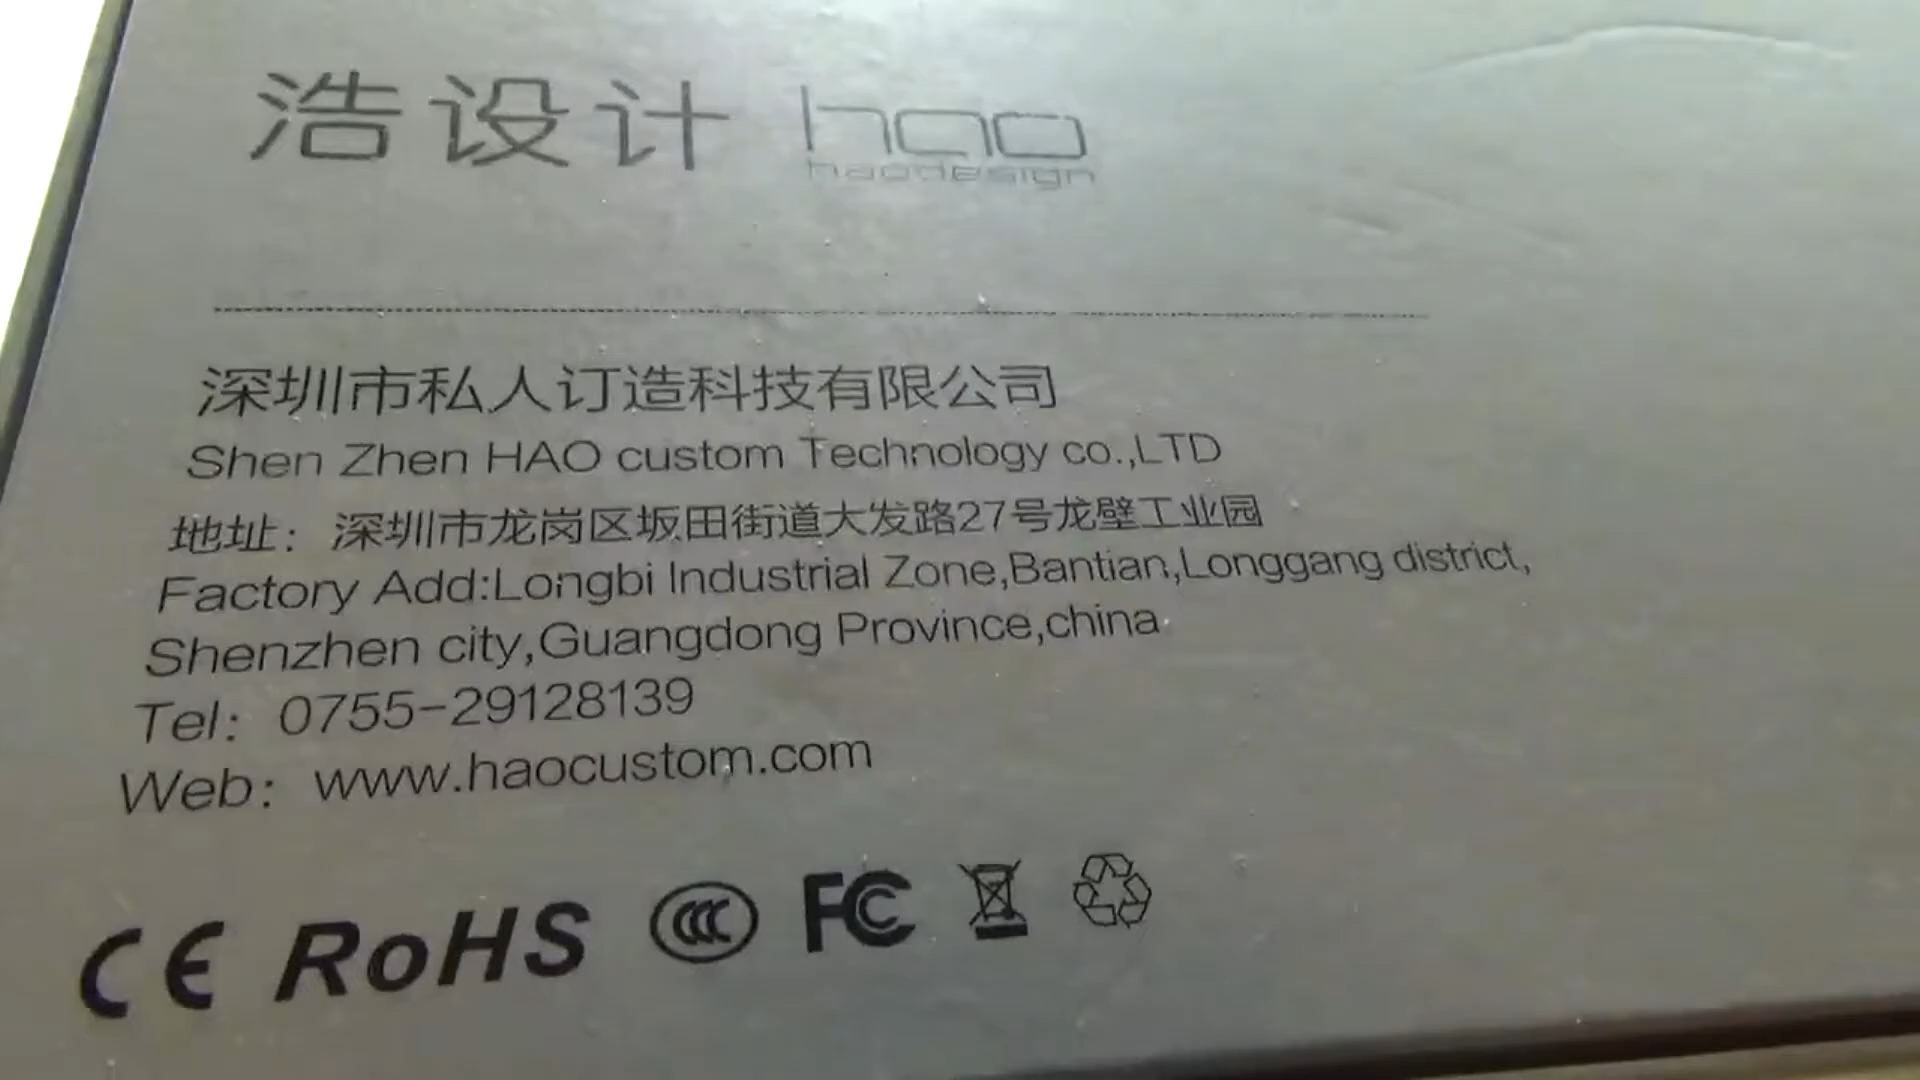 浩设计 hao
haodesign
深圳市私人订造科技有限公司
Shen Zhen HAO custom Technology co.,LTD
地址：深圳市龙岗区坂田街道大发路27号龙壁工业园
Factory Add:Longbi Industrial Zone,Bantian,Longgang district,
Shenzhen city,Guangdong Province,china
Tel：0755-29128139
Web：www.haocustom.com
CE RoHS CCC FC